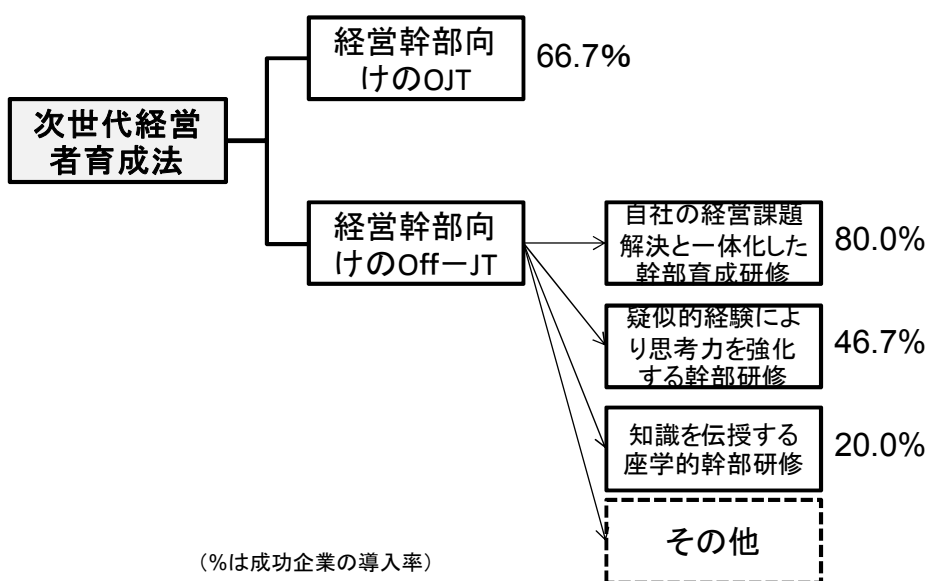 経営幹部向
けのOJT
66.7%
次世代経営
者育成法
経営幹部向
けのOff－JT
自社の経営課題
解決と一体化した
幹部育成研修
80.0%
疑似的経験によ
り思考力を強化
する幹部研修
46.7%
知識を伝授する
座学的幹部研修
20.0%
その他
（%は成功企業の導入率）